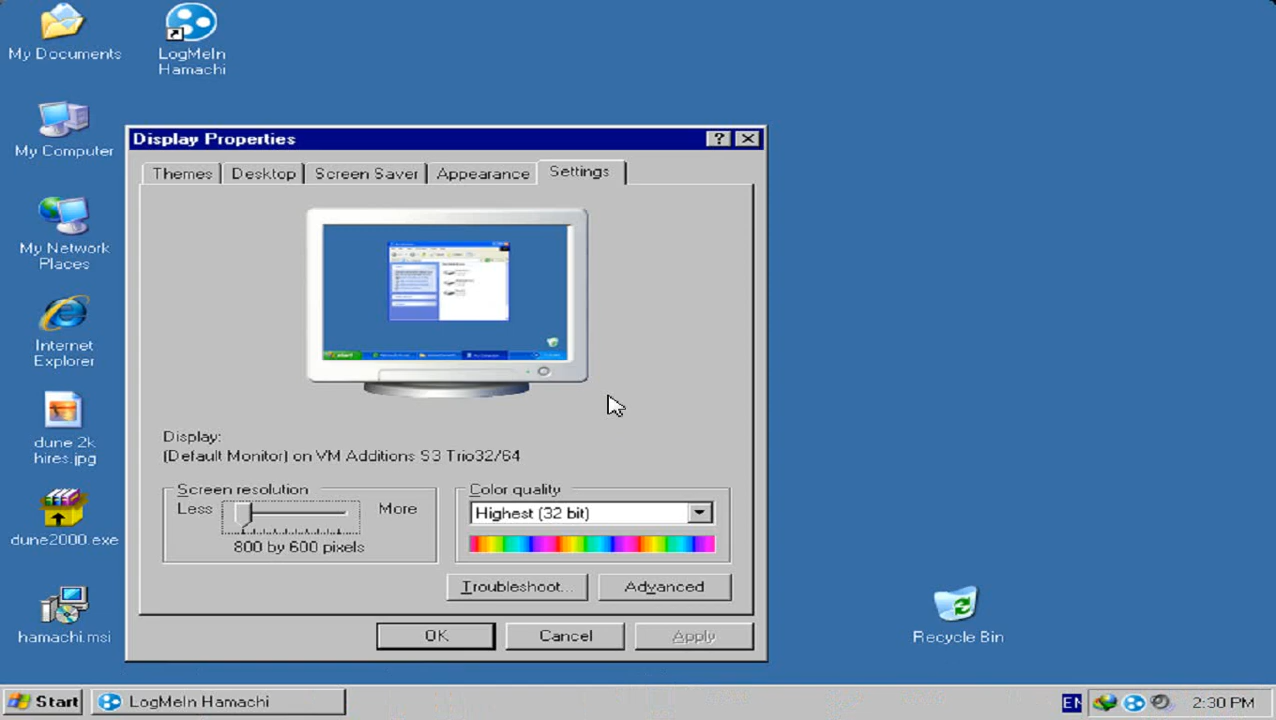 My Documents
LogMeIn
Hamachi
My Computer
My Network
Places
Internet
Explorer
dune 2k
hires.jpg
dune2000.exe
hamachi.msi
Display Properties
Themes
Desktop
Screen Saver
Appearance
Settings
Display:
(Default Monitor) on VM Additions S3 Trio32/64
Screen resolution
Less
More
800 by 600 pixels
Color quality
Highest (32 bit)
Troubleshoot...
Advanced
OK
Cancel
Apply
Recycle Bin
Start
LogMeIn Hamachi
EN
2:30 PM